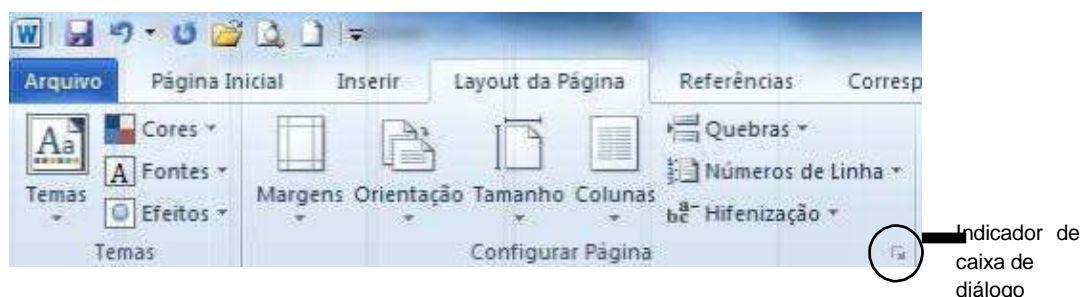 W
Arquivo Página Inicial Inserir Layout da Página Referências Corresp
Aa Cores
A Fontes
Temas Efeitos
Margens Orientação Tamanho Colunas
Quebras
Números de Linha
Hifenização
Temas Configurar Página
Indicador de
caixa de
diálogo